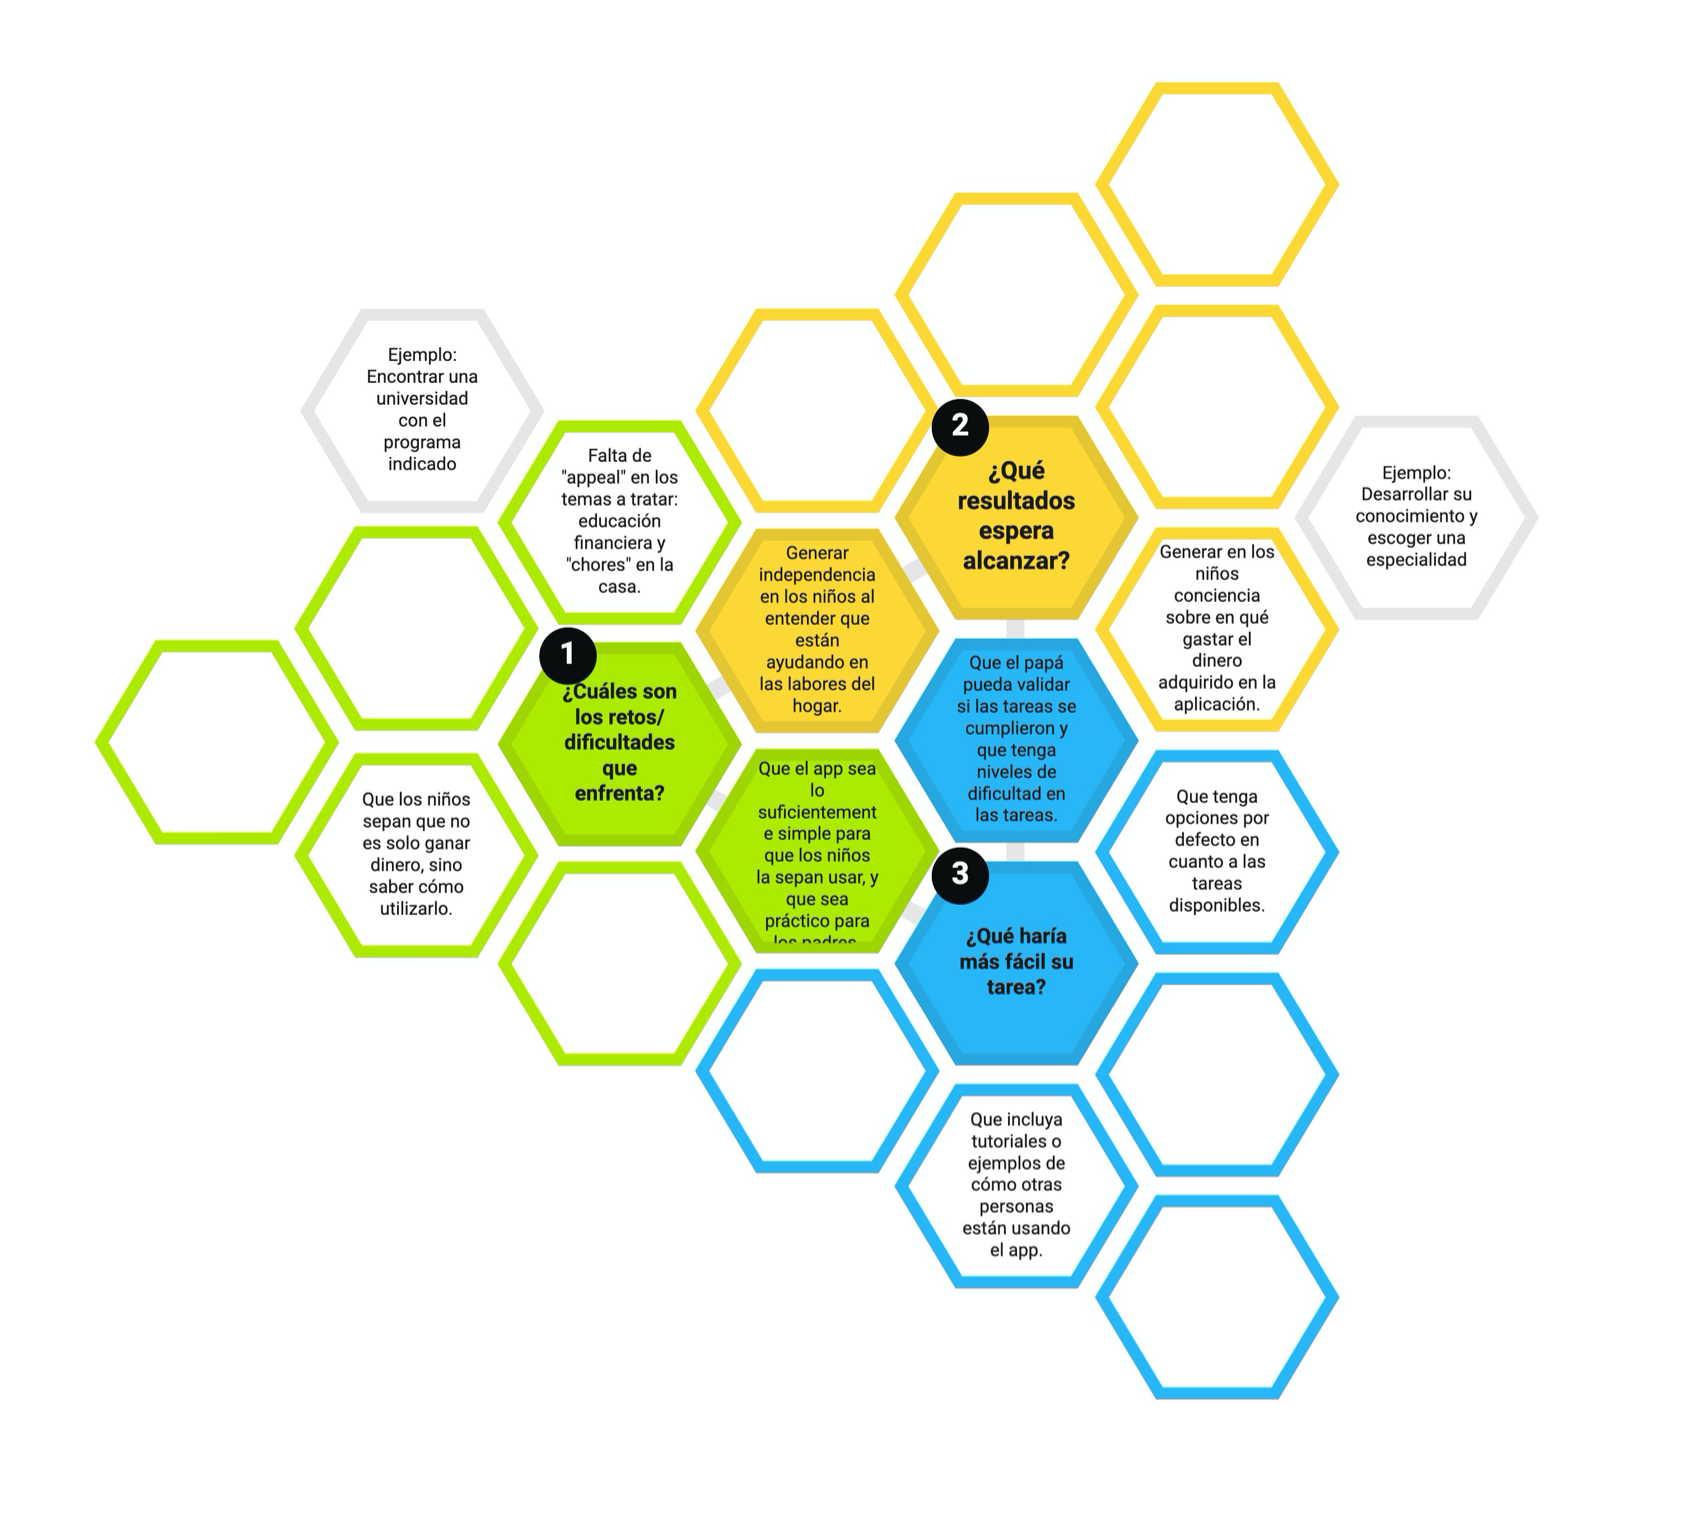 Ejemplo:
Encontrar una
universidad
con el
programa
indicado
Falta de
"appeal" en los
temas a tratar:
educación
financiera y
"chores" en la
casa.
1
¿Cuáles son
los retos/
dificultades
que
enfrenta?
Que los niños
sepan que no
es solo ganar
dinero, sino
saber cómo
utilizarlo.
Que el app sea
lo
suficientement
e simple para
que los niños
la sepan usar, y
que sea
práctico para
los padres.
2
¿Qué
resultados
espera
alcanzar?
Generar
independencia
en los niños al
entender que
están
ayudando en
las labores del
hogar.
Generar en los
niños
conciencia
sobre en qué
gastar el
dinero
adquirido en la
aplicación.
Ejemplo:
Desarrollar su
conocimiento y
escoger una
especialidad
Que el papá
pueda validar
si las tareas se
cumplieron y
que tenga
niveles de
dificultad en
las tareas.
3
¿Qué haría
más fácil su
tarea?
Que tenga
opciones por
defecto en
cuanto a las
tareas
disponibles.
Que incluya
tutoriales o
ejemplos de
cómo otras
personas
están usando
el app.